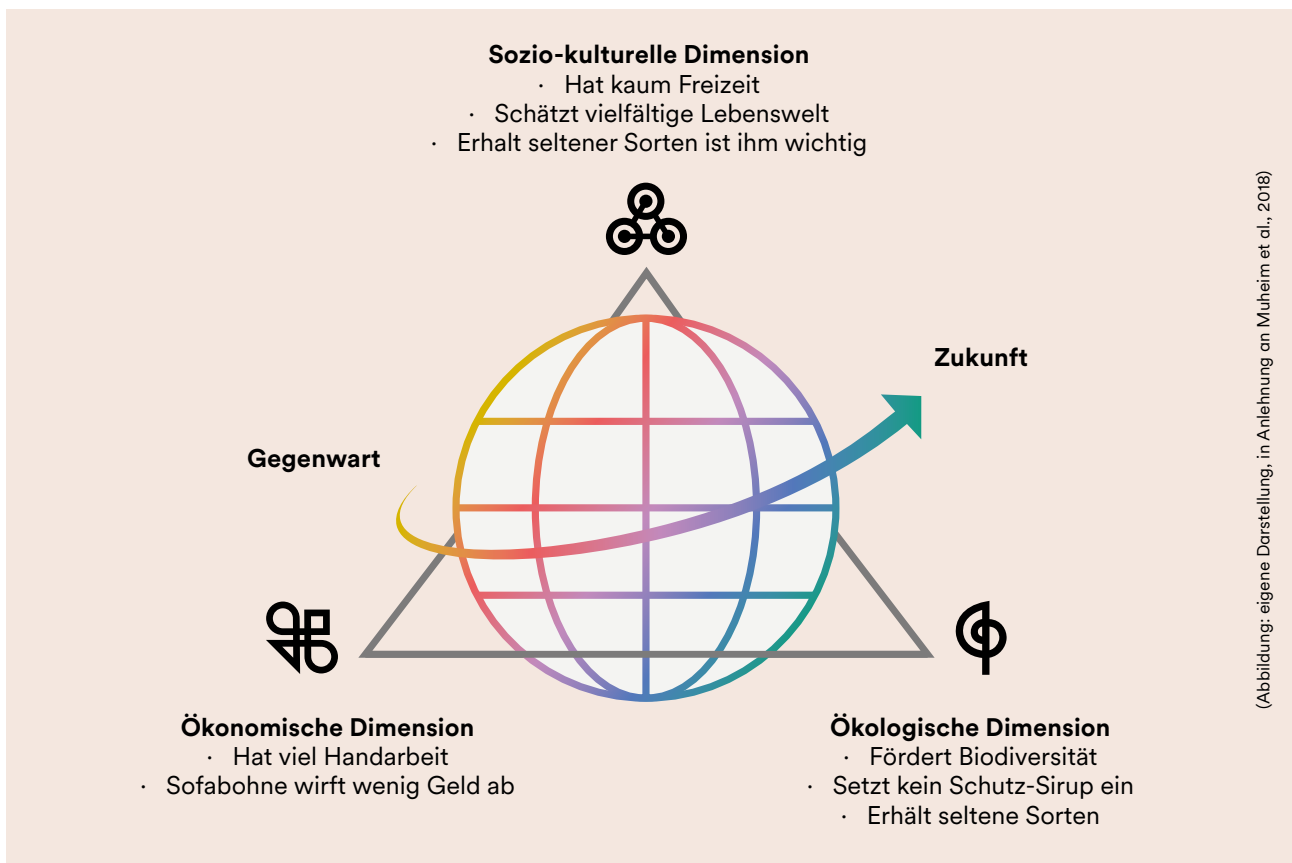 Sozio-kulturelle Dimension
· Hat kaum Freizeit
· Schätzt vielfältige Lebenswelt
· Erhalt seltener Sorten ist ihm wichtig
Zukunft
Gegenwart
Ökonomische Dimension
· Hat viel Handarbeit
· Sofabohne wirft wenig Geld ab
Ökologische Dimension
· Fördert Biodiversität
· Setzt kein Schutz-Sirup ein
· Erhält seltene Sorten
(Abbildung: eigene Darstellung, in Anlehnung an Muheim et al., 2018)